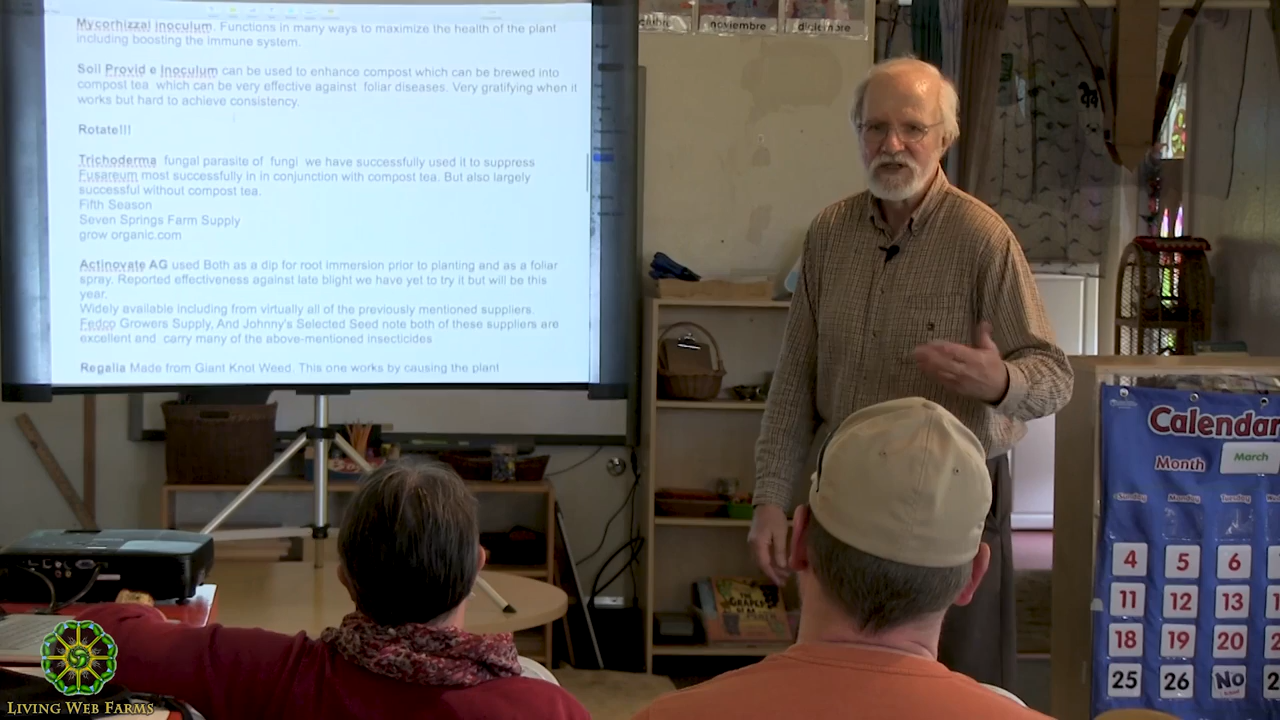 Mycorhizzal inoculum. Functions in many ways to maximize the health of the plant
including boosting the immune system.
Soil Provid e Inoculum can be used to enhance compost which can be brewed into
compost tea which can be very effective against foliar diseases. Very gratifying when it
works but hard to achieve consistency.
Rotate!!!
Trichoderma fungal parasite of fungi we have successfully used it to suppress
Fusareum most successfully in in conjunction with compost tea. But also largely
successful without compost tea.
Fifth Season
Seven Springs Farm Supply
grow organic.com
Actinovate AG used Both as a dip for root immersion prior to planting and as a foliar
spray. Reported effectiveness against late blight we have yet to try it but will be this
year.
Widely available including from virtually all of the previously mentioned suppliers.
Fedco Growers Supply, And Johnny's Selected Seed note both of these suppliers are
excellent and carry many of the above-mentioned insecticides
Regalia Made from Giant Knot Weed. This one works by causing the plant
noviembre
diciembre
THE
GRAPES
Calendar
Month March
Sunday Monday Tuesday
4 5 6
11 12 13
18 19 20
25 26 No
LIVING WEB FARMS